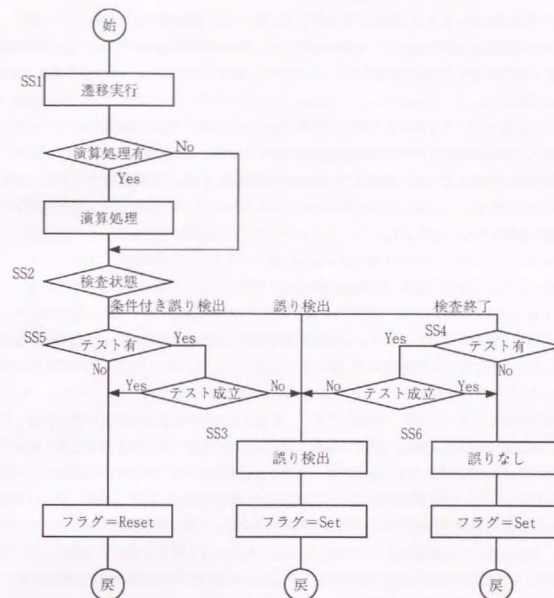 始
SS1
遷移実行
演算処理有
No
Yes
演算処理
SS2
検査状態
条件付き誤り検出
誤り検出
検査終了
SS5
テスト有
Yes
No
SS4
Yes
テスト有
No
Yes
テスト成立
No
No
テスト成立
Yes
SS3
誤り検出
SS6
誤りなし
フラグ=Reset
フラグ=Set
フラグ=Set
戻
戻
戻